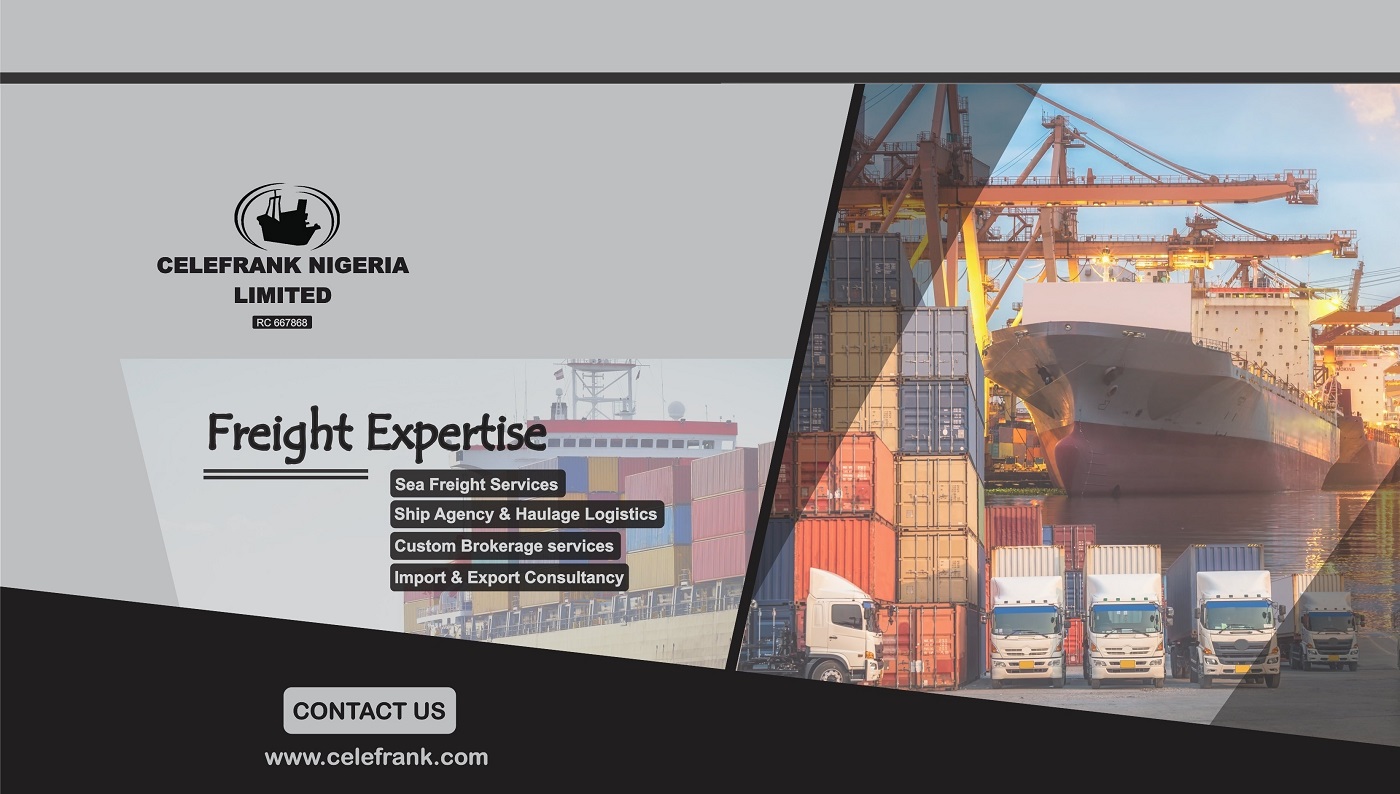 CELEFRANK NIGERIA
LIMITED
RC 667868
Freight Expertise
Sea Freight Services
Ship Agency & Haulage Logistics
Custom Brokerage services
Import & Export Consultancy
CONTACT US
www.celefrank.com